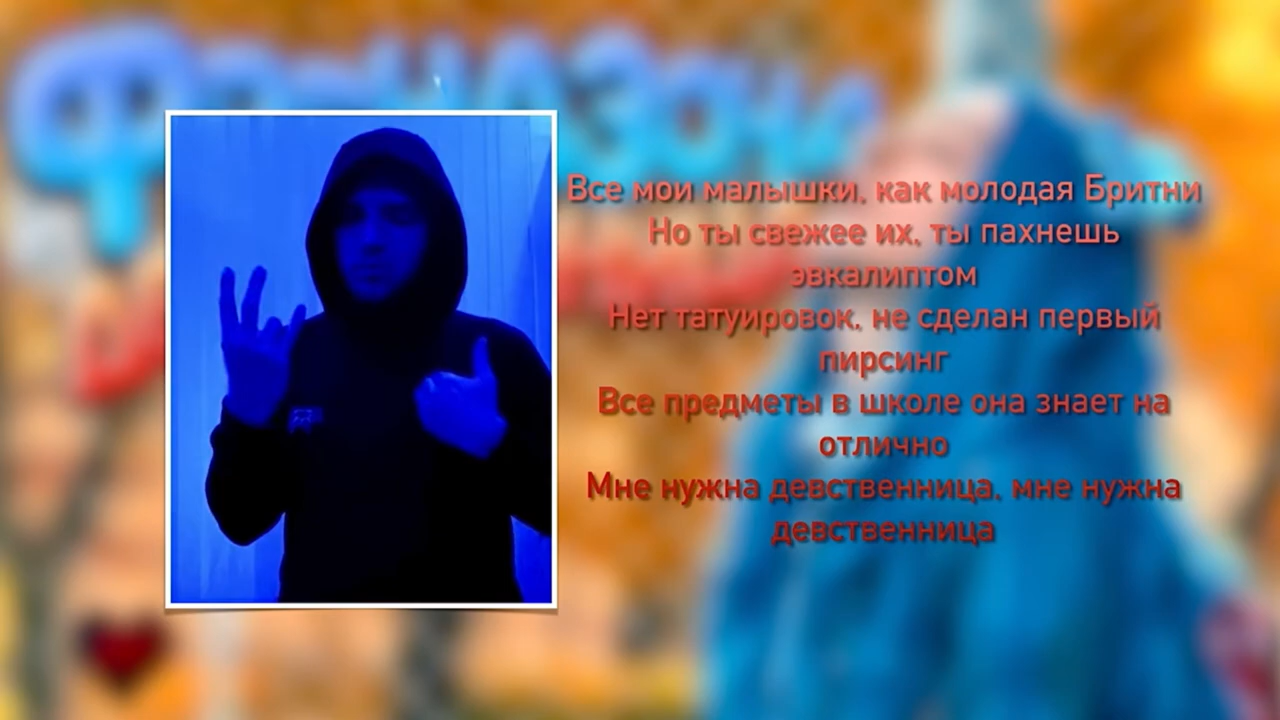 Все мои малышки, как молодая Бритни
Но ты свежее их, ты пахнешь
эвкалиптом
Нет татуировок, не сделан первый
пирсинг
Все предметы в школе она знает на
отлично
Мне нужна девственница, мне нужна
девственница